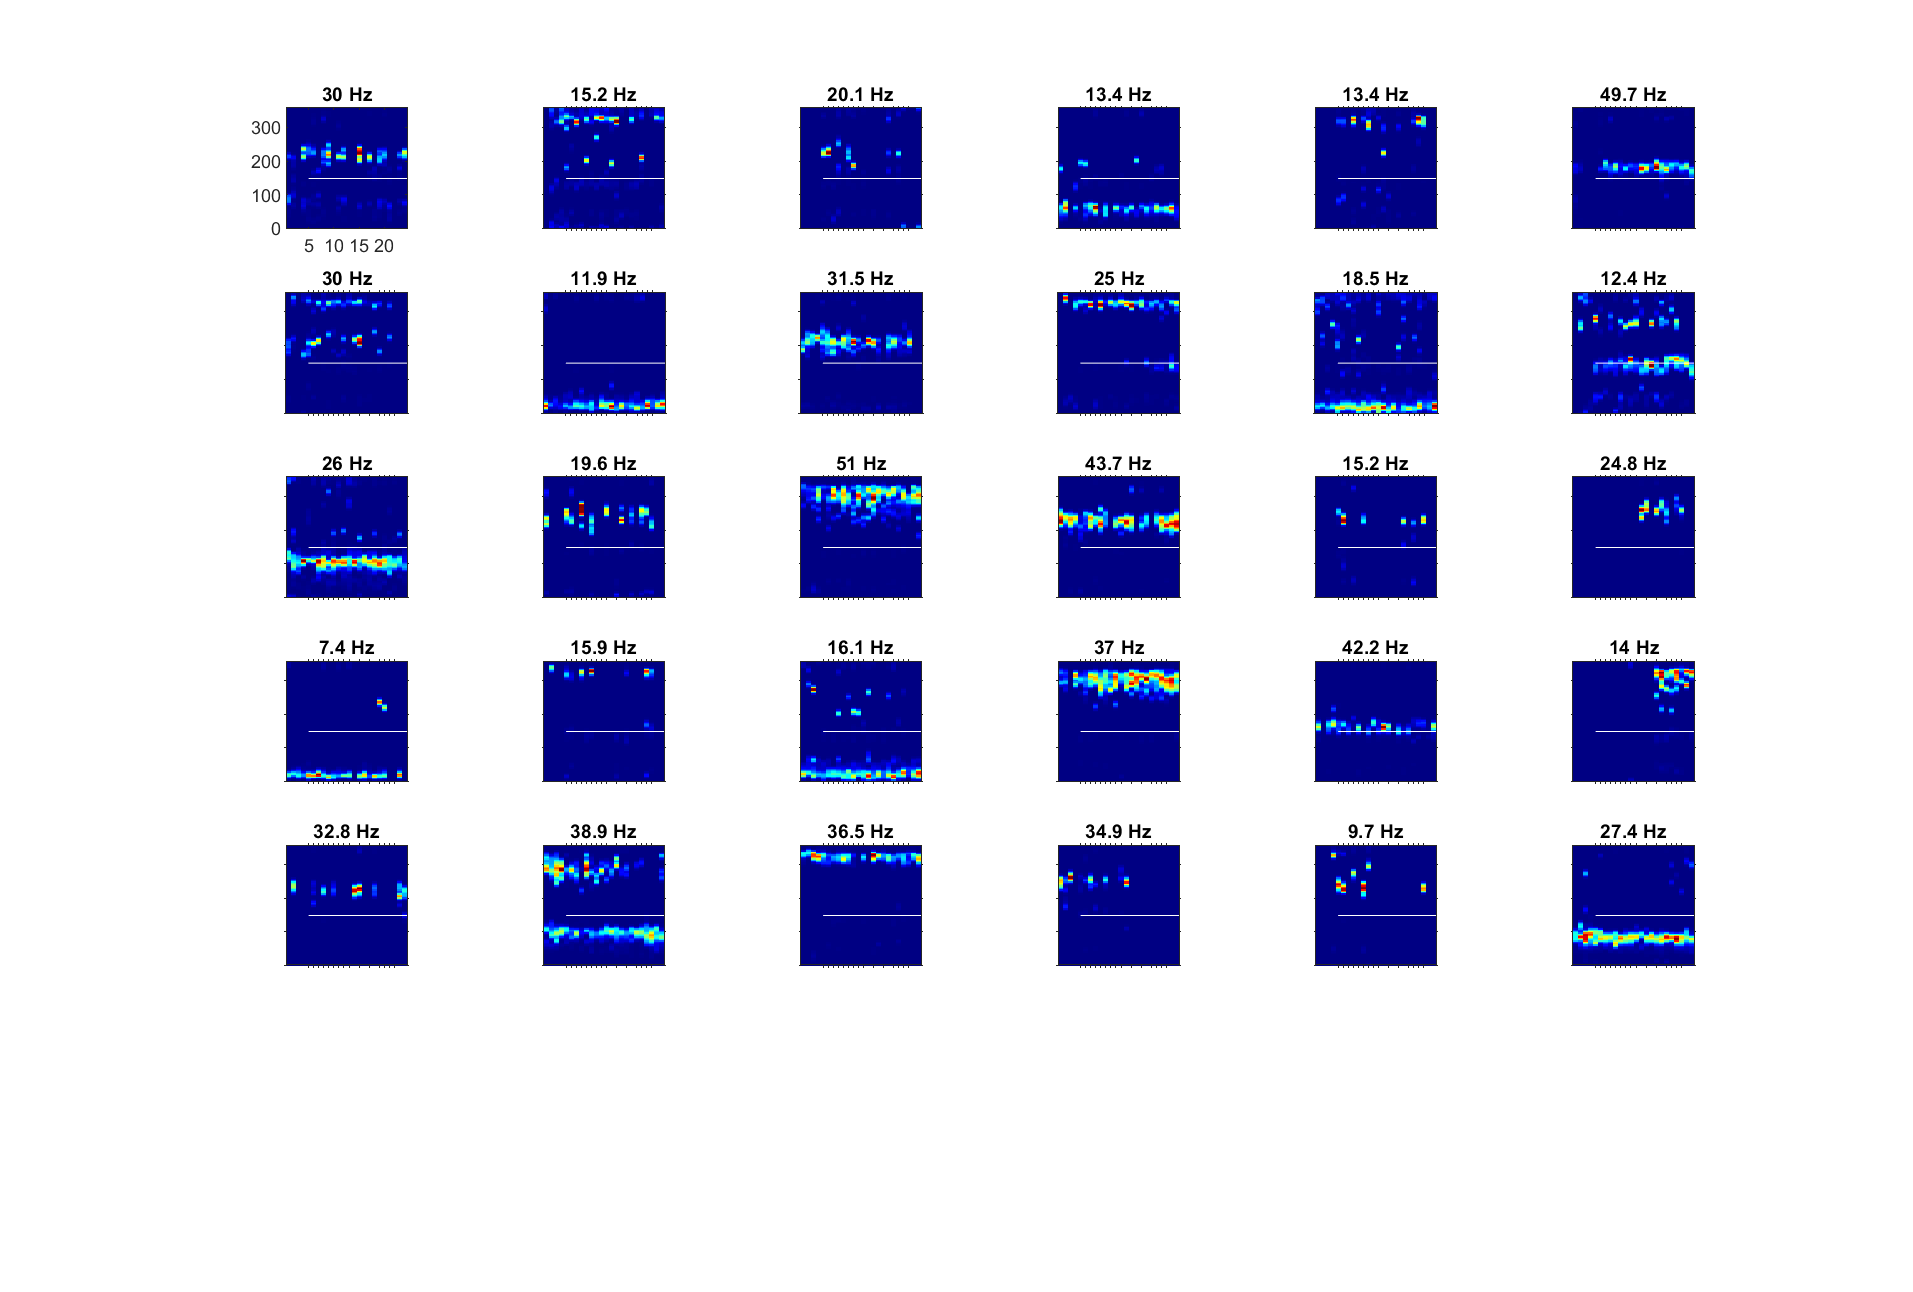 30 Hz 15.2 Hz 20.1 Hz 13.4 Hz 13.4 Hz 49.7 Hz
300
200
100
0
5 10 15 20
30 Hz 11.9 Hz 31.5 Hz 25 Hz 18.5 Hz 12.4 Hz
26 Hz 19.6 Hz 51 Hz 43.7 Hz 15.2 Hz 24.8 Hz
7.4 Hz 15.9 Hz 16.1 Hz 37 Hz 42.2 Hz 14 Hz
32.8 Hz 38.9 Hz 36.5 Hz 34.9 Hz 9.7 Hz 27.4 Hz